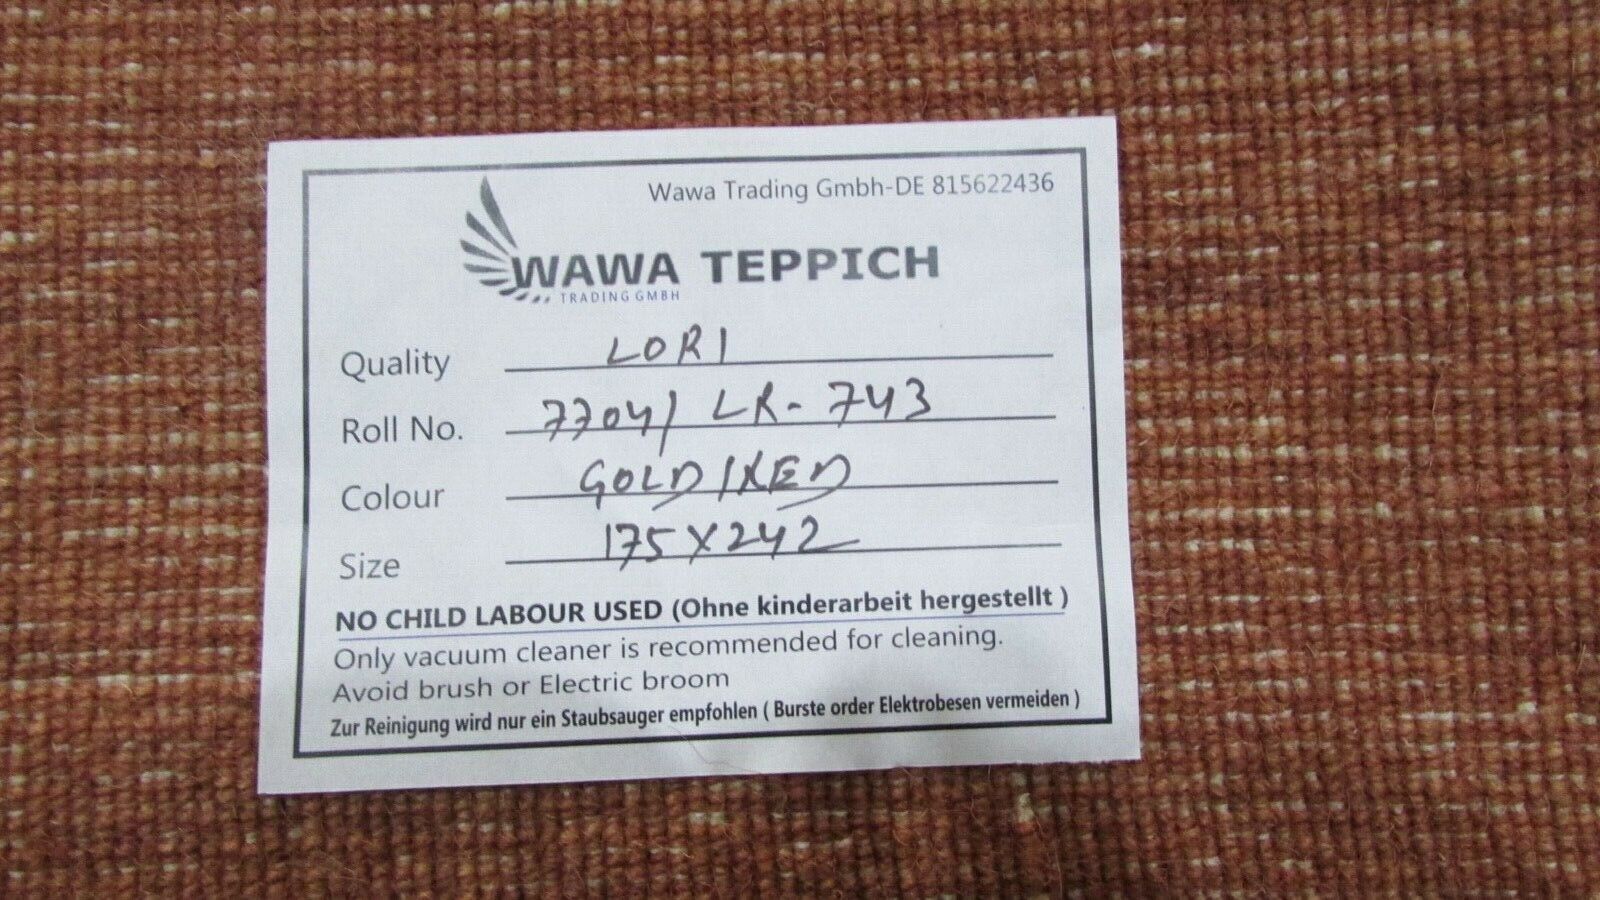 Wawa Trading Gmbh-DE 815622436
WAWA TEPPICH
TRADING GMBH
Quality LORI
Roll No. 7704/ LR-743
Colour GOLD/RED
Size 175X242
NO CHILD LABOUR USED (Ohne kinderarbeit hergestellt )
Only vacuum cleaner is recommended for cleaning.
Avoid brush or Electric broom
Zur Reinigung wird nur ein Staubsauger empfohlen ( Burste order Elektrobesen vermeiden )